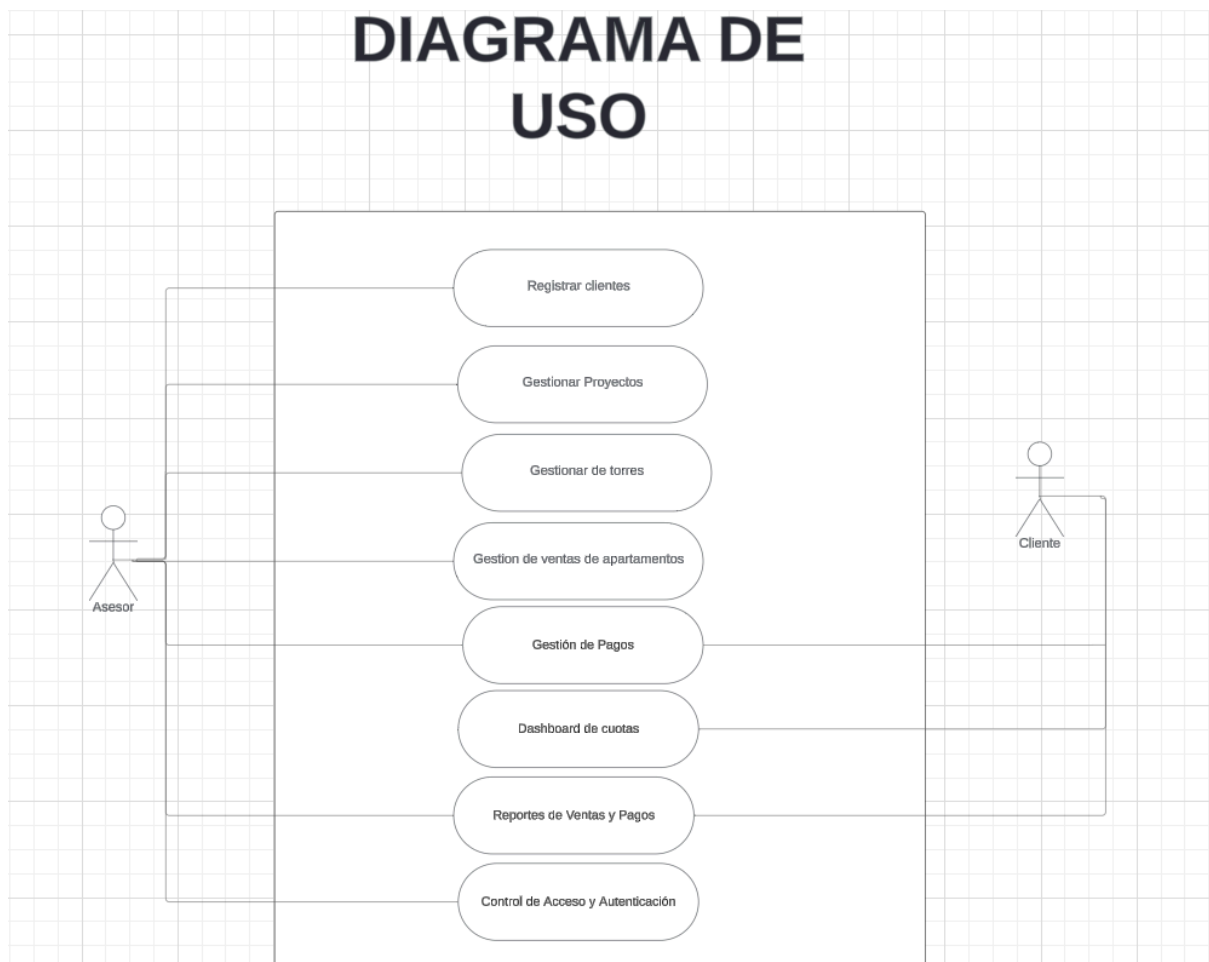 DIAGRAMA DE
USO
Registrar clientes
Gestionar Proyectos
Gestionar de torres
Cliente
Gestion de ventas de apartamentos
Asesor
Gestión de Pagos
Dashboard de cuotas
Reportes de Ventas y Pagos
Control de Acceso y Autenticación